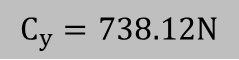 C_y = 738.12N